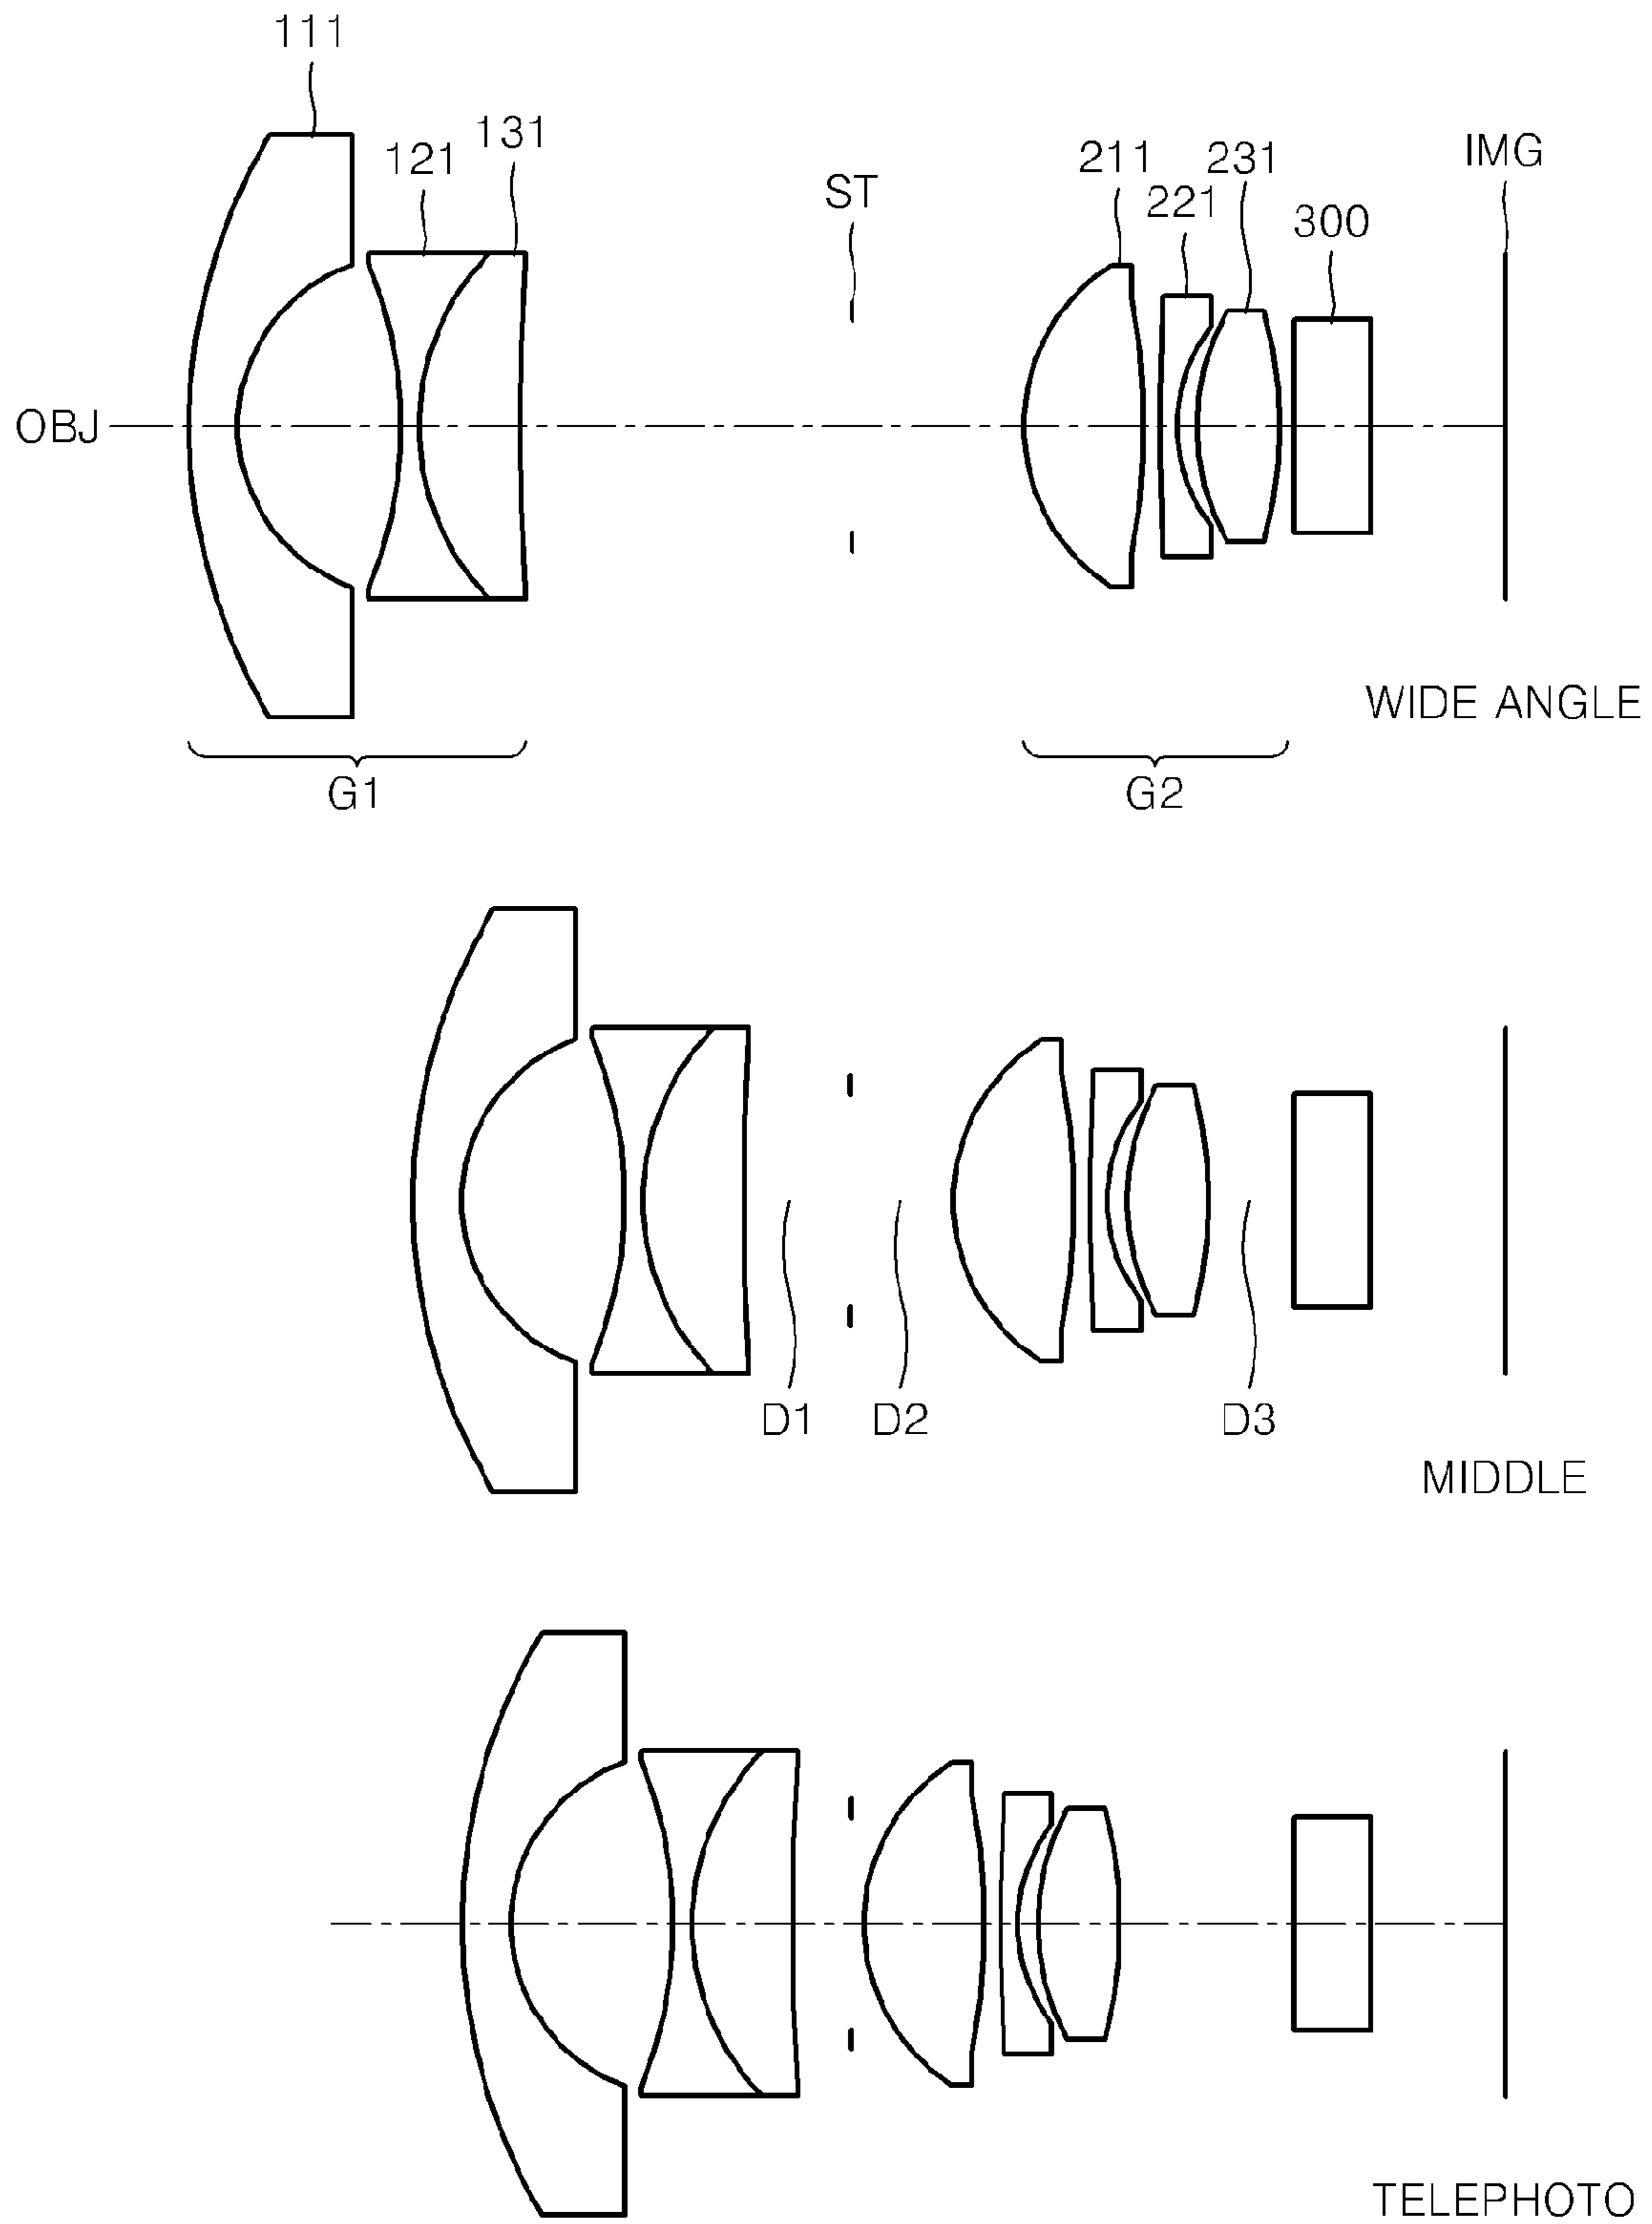 111
121
131
ST
211
221
231
300
IMG
OBJ
WIDE ANGLE
G1
G2
D1
D2
D3
MIDDLE
TELEPHOTO